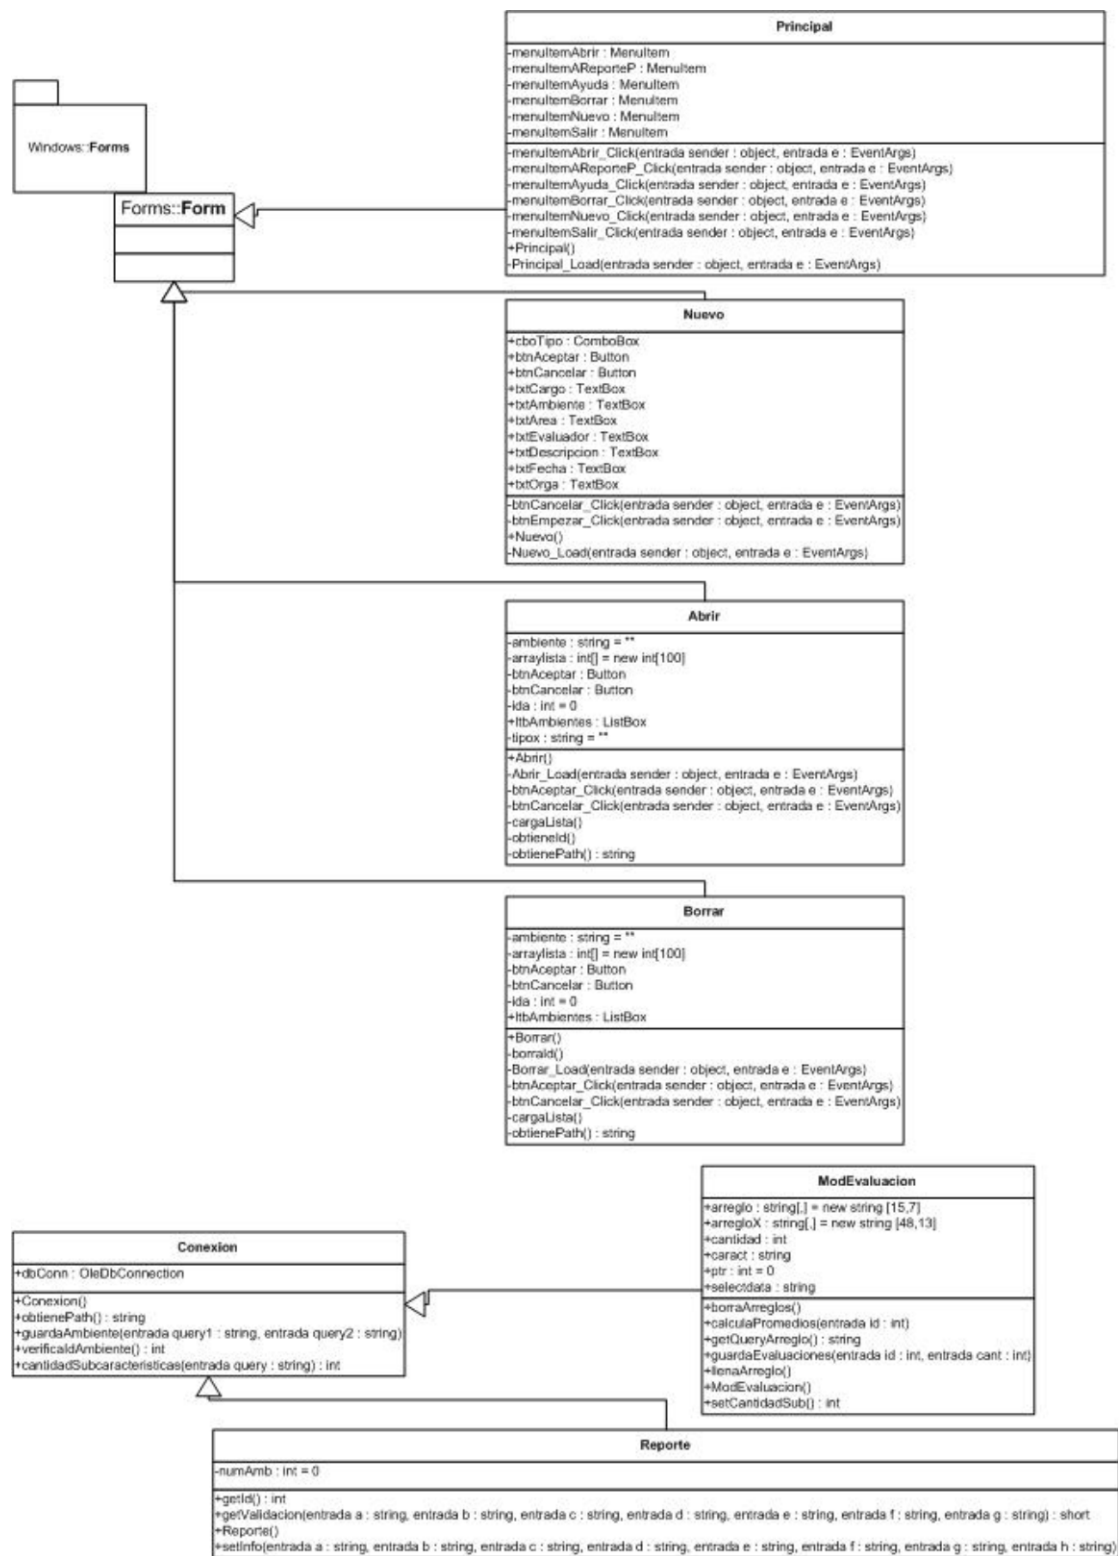 Principal
-menuItemAbrir : MenuItem
-menuItemAReporteP : MenuItem
-menuItemAyuda : MenuItem
-menuItemBorrar : MenuItem
-menuItemNuevo : MenuItem
-menuItemSalir : MenuItem
-menuItemAbrir_Click(entrada sender : object, entrada e : EventArgs)
-menuItemAReporteP_Click(entrada sender : object, entrada e : EventArgs)
-menuItemAyuda_Click(entrada sender : object, entrada e : EventArgs)
-menuItemBorrar_Click(entrada sender : object, entrada e : EventArgs)
-menuItemNuevo_Click(entrada sender : object, entrada e : EventArgs)
-menuItemSalir_Click(entrada sender : object, entrada e : EventArgs)
+Principal()
-Principal_Load(entrada sender : object, entrada e : EventArgs)
Windows::Forms
Forms::Form
Nuevo
+cboTipo : ComboBox
+btnAceptar : Button
+btnCancelar : Button
+txtCargo : TextBox
+txtAmbiente : TextBox
+txtArea : TextBox
+txtEvaluador : TextBox
+txtDescripcion : TextBox
+txtFecha : TextBox
+txtOrga : TextBox
-btnCancelar_Click(entrada sender : object, entrada e : EventArgs)
-btnEmpezar_Click(entrada sender : object, entrada e : EventArgs)
+Nuevo()
-Nuevo_Load(entrada sender : object, entrada e : EventArgs)
Abrir
-ambiente : string = ""
-arraylista : int[] = new int[100]
-btnAceptar : Button
-btnCancelar : Button
-ida : int = 0
+ltbAmbientes : ListBox
-tipox : string = ""
+Abrir()
-Abrir_Load(entrada sender : object, entrada e : EventArgs)
-btnAceptar_Click(entrada sender : object, entrada e : EventArgs)
-btnCancelar_Click(entrada sender : object, entrada e : EventArgs)
-cargaLista()
-obtieneId()
-obtienePath() : string
Borrar
-ambiente : string = ""
-arraylista : int[] = new int[100]
-btnAceptar : Button
-btnCancelar : Button
-ida : int = 0
+ltbAmbientes : ListBox
+Borrar()
-borraId()
-Borrar_Load(entrada sender : object, entrada e : EventArgs)
-btnAceptar_Click(entrada sender : object, entrada e : EventArgs)
-btnCancelar_Click(entrada sender : object, entrada e : EventArgs)
-cargaLista()
-obtienePath() : string
ModEvaluacion
+arreglo : string[,] = new string [15,7]
+arregloX : string[,] = new string [48,13]
+cantidad : int
+caract : string
+ptr : int = 0
+selectdata : string
+borraArreglos()
+calculaPromedios(entrada id : int)
+getQueryArreglo() : string
+guardaEvaluaciones(entrada id : int, entrada cant : int)
+llenaArreglo()
+ModEvaluacion()
+setCantidadSub() : int
Conexion
+dbConn : OleDbConnection
+Conexion()
+obtienePath() : string
+guardaAmbiente(entrada query1 : string, entrada query2 : string)
+verificaIdAmbiente() : int
+cantidadSubcaracteristicas(entrada query : string) : int
Reporte
-numAmb : int = 0
+getId() : int
+getValidacion(entrada a : string, entrada b : string, entrada c : string, entrada d : string, entrada e : string, entrada f : string, entrada g : string) : short
+Reporte()
+setInfo(entrada a : string, entrada b : string, entrada c : string, entrada d : string, entrada e : string, entrada f : string, entrada g : string, entrada h : string)